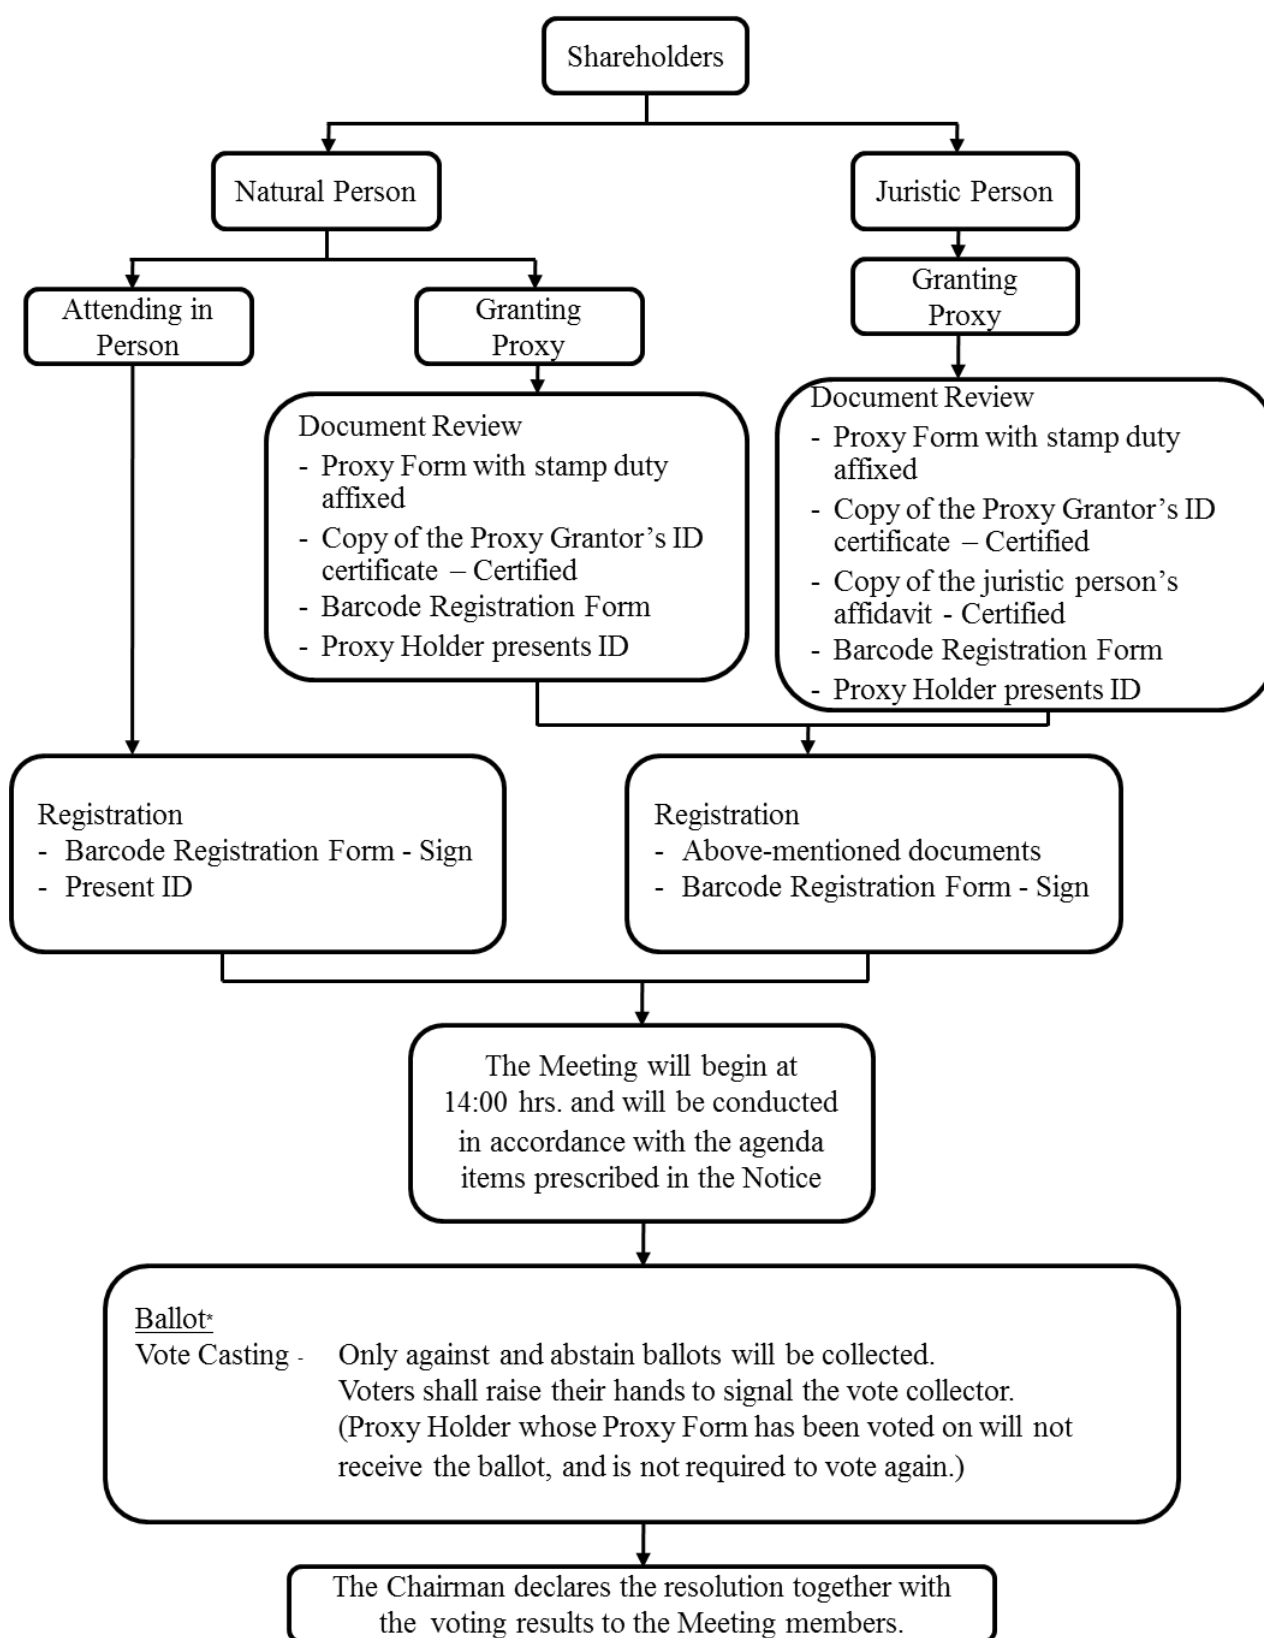 Shareholders
Natural Person
Juristic Person
Attending in
Person
Granting
Proxy
Granting
Proxy
Document Review
- Proxy Form with stamp duty
affixed
- Copy of the Proxy Grantor’s ID
certificate – Certified
- Barcode Registration Form
- Proxy Holder presents ID
Document Review
- Proxy Form with stamp duty
affixed
- Copy of the Proxy Grantor’s ID
certificate – Certified
- Copy of the juristic person’s
affidavit - Certified
- Barcode Registration Form
- Proxy Holder presents ID
Registration
- Barcode Registration Form - Sign
- Present ID
Registration
- Above-mentioned documents
- Barcode Registration Form - Sign
The Meeting will begin at
14:00 hrs. and will be conducted
in accordance with the agenda
items prescribed in the Notice
Ballot*
Vote Casting - Only against and abstain ballots will be collected.
Voters shall raise their hands to signal the vote collector.
(Proxy Holder whose Proxy Form has been voted on will not
receive the ballot, and is not required to vote again.)
The Chairman declares the resolution together with
the voting results to the Meeting members.